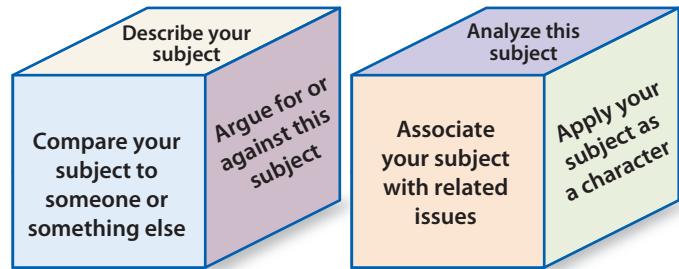 Describe your
subject
Compare your
subject to
someone or
something else
Argue for or
against this
subject
Analyze this
subject
Associate
your subject
with related
issues
Apply your
subject as
a character